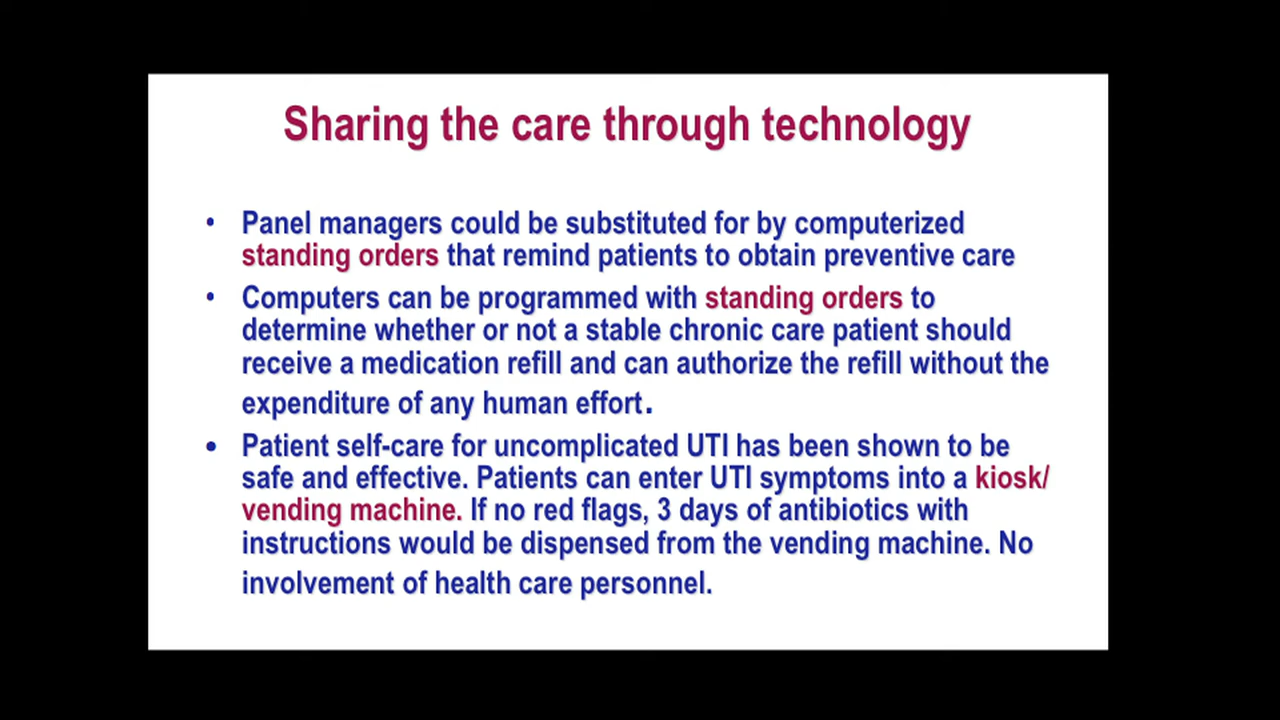 Sharing the care through technology
• Panel managers could be substituted for by computerized
standing orders that remind patients to obtain preventive care
• Computers can be programmed with standing orders to
determine whether or not a stable chronic care patient should
receive a medication refill and can authorize the refill without the
expenditure of any human effort.
• Patient self-care for uncomplicated UTI has been shown to be
safe and effective. Patients can enter UTI symptoms into a kiosk/
vending machine. If no red flags, 3 days of antibiotics with
instructions would be dispensed from the vending machine. No
involvement of health care personnel.